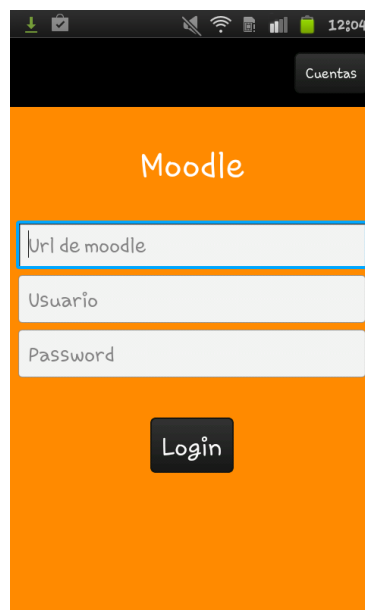 12:04
Cuentas
Moodle
Url de moodle
Usuario
Password
Login